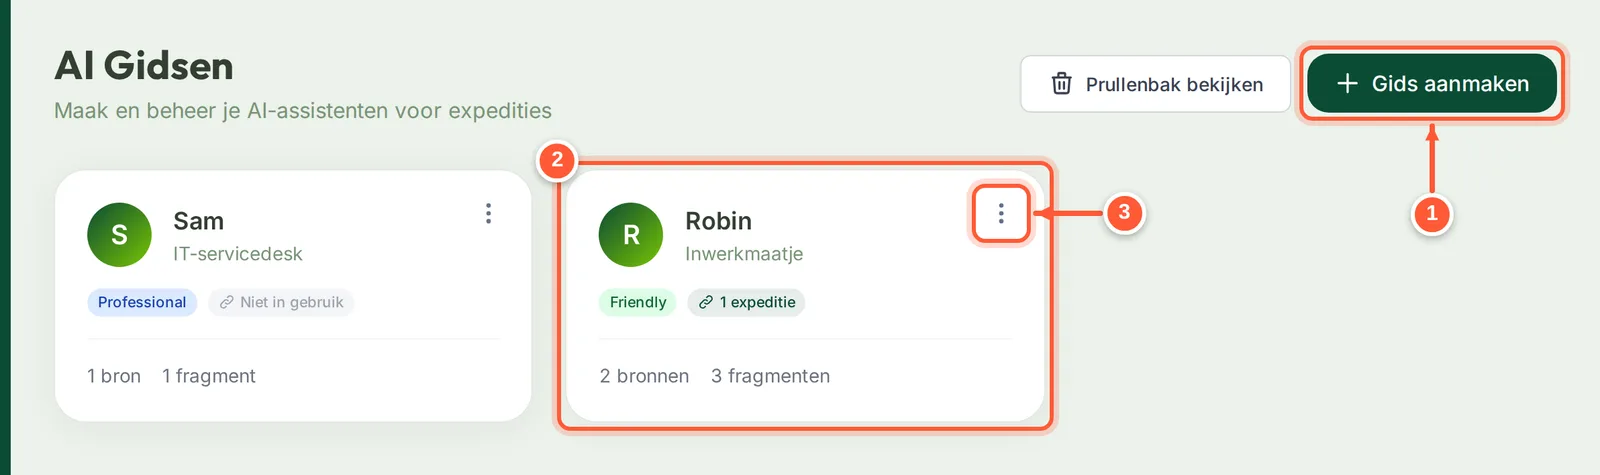 AI Gidsen
Maak en beheer je AI-assistenten voor expedities
Prullenbak bekijken
Gids aanmaken
1
2
3
S
Sam
IT-servicedesk
Professional
Niet in gebruik
1 bron 1 fragment
R
Robin
Inwerkmaatje
Friendly
1 expeditie
2 bronnen 3 fragmenten